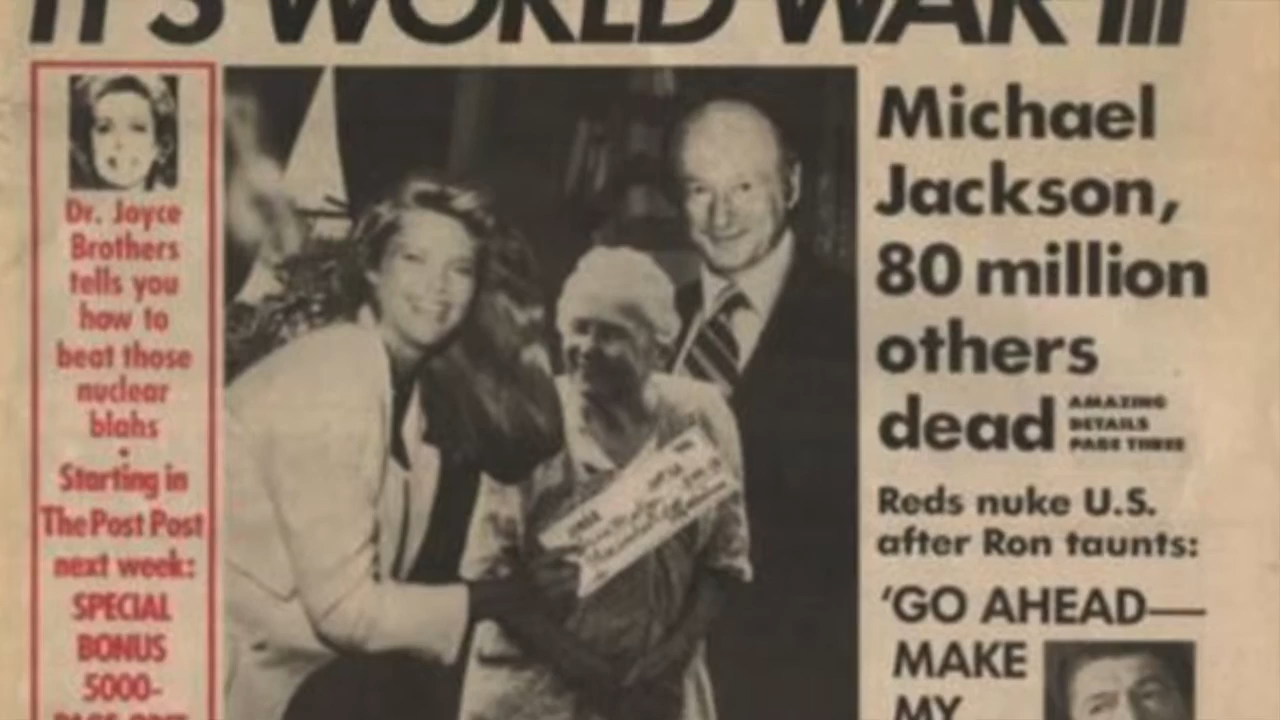 IT'S WORLD WAR III
Dr. Joyce
Brothers
tells you
how to
beat those
nuclear
blahs
•
Starting in
The Post Post
next week:
SPECIAL
BONUS
5000-
Michael
Jackson,
80 million
others
dead
AMAZING
DETAILS
PAGE THREE
Reds nuke U.S.
after Ron taunts:
‘GO AHEAD—
MAKE
MY